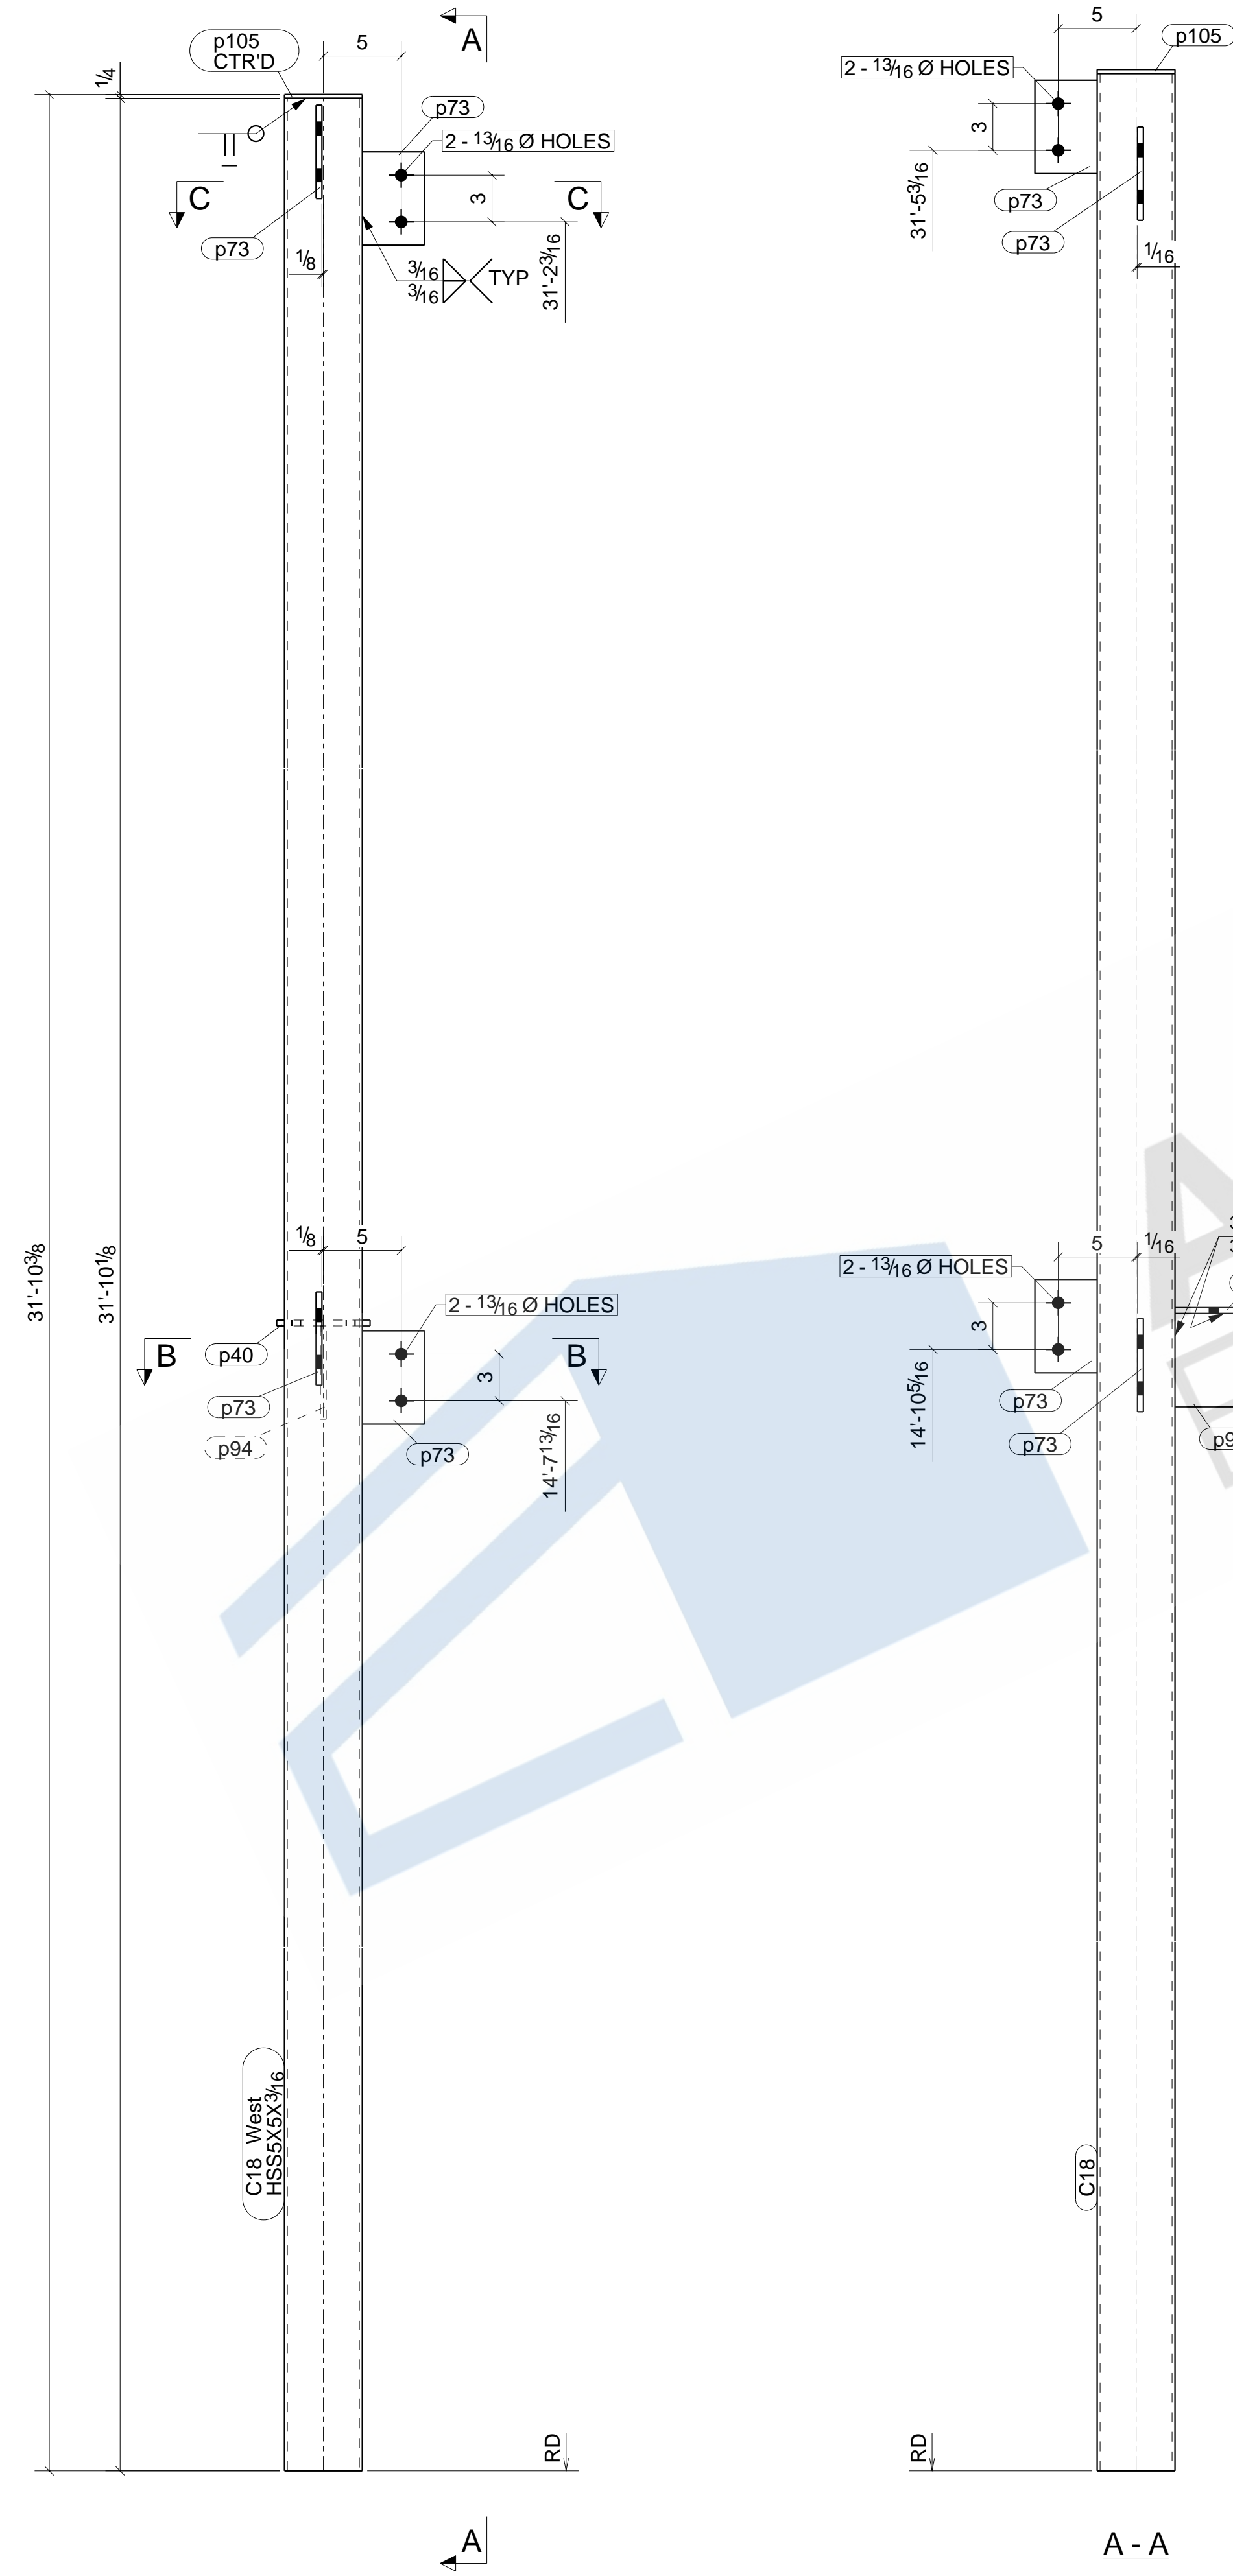 A
5
p105
CTR'D
1/4
p73
2 - 13/16 Ø HOLES
3
C
C
p73
1/8
3/16
3/16
TYP
31'-2 3/16
31'-10 3/8
31'-10 1/8
1/8
5
2 - 13/16 Ø HOLES
B
B
p40
3
p73
p94
p73
14'-7 13/16
C18 West
HSS5X5X3/16
RD
A
5
p105
2 - 13/16 Ø HOLES
3
31'-5 3/16
p73
p73
1/16
5
1/16
2 - 13/16 Ø HOLES
3
14'-10 5/16
p73
p73
C18
RD
A - A